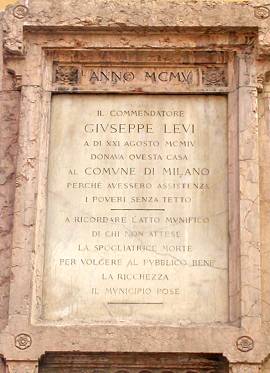 ANNO MCMV
IL COMMENDATORE
GIVSEPPE LEVI
A DI XXI AGOSTO MCMIV
DONAVA QVESTA CASA
AL COMVNE DI MILANO
PERCHÈ AVESSERO ASSISTENZA
I POVERI SENZA TETTO
A RICORDARE L'ATTO MVNIFICO
DI CHI NON ATTESE
LA SPOGLIATRICE MORTE
PER VOLGERE AL PVBBLICO BENE
LA RICCHEZZA
IL MVNICIPIO POSE